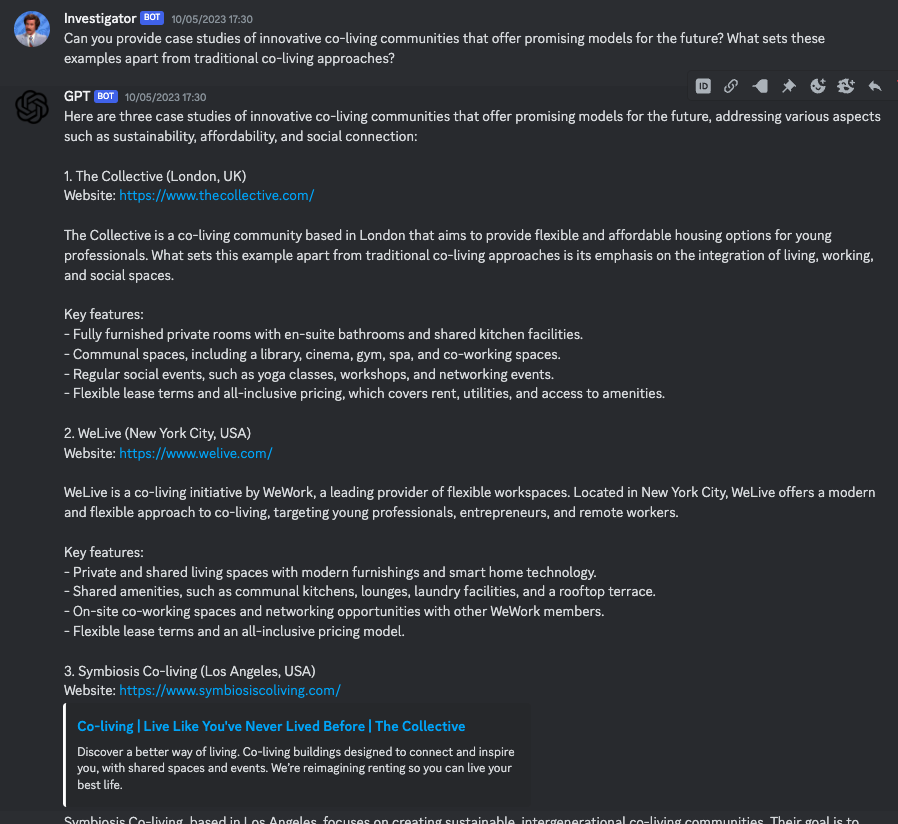 Investigator BOT 10/05/2023 17:30
Can you provide case studies of innovative co-living communities that offer promising models for the future? What sets these
examples apart from traditional co-living approaches?
ID
GPT BOT 10/05/2023 17:30
Here are three case studies of innovative co-living communities that offer promising models for the future, addressing various aspects
such as sustainability, affordability, and social connection:
1. The Collective (London, UK)
Website: https://www.thecollective.com/
The Collective is a co-living community based in London that aims to provide flexible and affordable housing options for young
professionals. What sets this example apart from traditional co-living approaches is its emphasis on the integration of living, working,
and social spaces.
Key features:
- Fully furnished private rooms with en-suite bathrooms and shared kitchen facilities.
- Communal spaces, including a library, cinema, gym, spa, and co-working spaces.
- Regular social events, such as yoga classes, workshops, and networking events.
- Flexible lease terms and all-inclusive pricing, which covers rent, utilities, and access to amenities.
2. WeLive (New York City, USA)
Website: https://www.welive.com/
WeLive is a co-living initiative by WeWork, a leading provider of flexible workspaces. Located in New York City, WeLive offers a modern
and flexible approach to co-living, targeting young professionals, entrepreneurs, and remote workers.
Key features:
- Private and shared living spaces with modern furnishings and smart home technology.
- Shared amenities, such as communal kitchens, lounges, laundry facilities, and a rooftop terrace.
- On-site co-working spaces and networking opportunities with other WeWork members.
- Flexible lease terms and an all-inclusive pricing model.
3. Symbiosis Co-living (Los Angeles, USA)
Website: https://www.symbiosiscoliving.com/
Co-living | Live Like You've Never Lived Before | The Collective
Discover a better way of living. Co-living buildings designed to connect and inspire
you, with shared spaces and events. We're reimagining renting so you can live your
best life.
Symbiosis Co-living, based in Los Angeles, focuses on creating sustainable, intergenerational co-living communities. Their goal is to